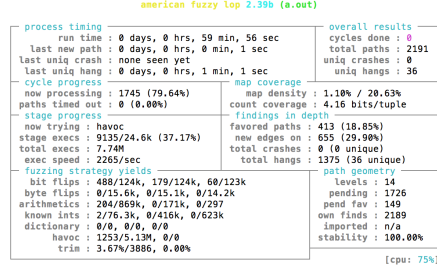 american fuzzy lop 2.39b (a.out)
process timing overall results
run time : 0 days, 0 hrs, 59 min, 56 sec cycles done : 0
last new path : 0 days, 0 hrs, 0 min, 1 sec total paths : 2191
last uniq crash : none seen yet uniq crashes : 0
last uniq hang : 0 days, 0 hrs, 1 min, 1 sec uniq hangs : 36
cycle progress map coverage
now processing : 1745 (79.64%) map density : 1.10% / 20.63%
paths timed out : 0 (0.00%) count coverage : 4.16 bits/tuple
stage progress findings in depth
now trying : havoc favored paths : 413 (18.85%)
stage execs : 9135/24.6k (37.17%) new edges on : 655 (29.90%)
total execs : 7.74M total crashes : 0 (0 unique)
exec speed : 2265/sec total hangs : 1375 (36 unique)
fuzzing strategy yields path geometry
bit flips : 488/124k, 179/124k, 60/123k levels : 14
byte flips : 0/15.6k, 0/15.1k, 0/14.2k pending : 1726
arithmetics : 204/869k, 0/171k, 0/297 pend fav : 149
known ints : 2/76.3k, 0/416k, 0/623k own finds : 2189
dictionary : 0/0, 0/0, 0/0 imported : n/a
havoc : 1253/5.13M, 0/0 stability : 100.00%
trim : 3.67%/3886, 0.00%
[cpu: 75%]